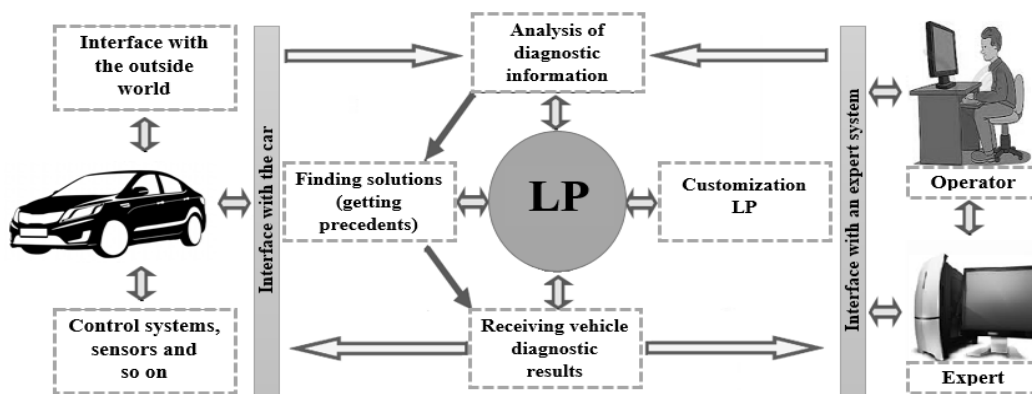 Interface with
the outside
world
Control systems,
sensors and
so on
Interface with the car
Analysis of
diagnostic
information
Finding solutions
(getting
precedents)
LP
Customization
LP
Receiving vehicle
diagnostic
results
Interface with an expert system
Operator
Expert